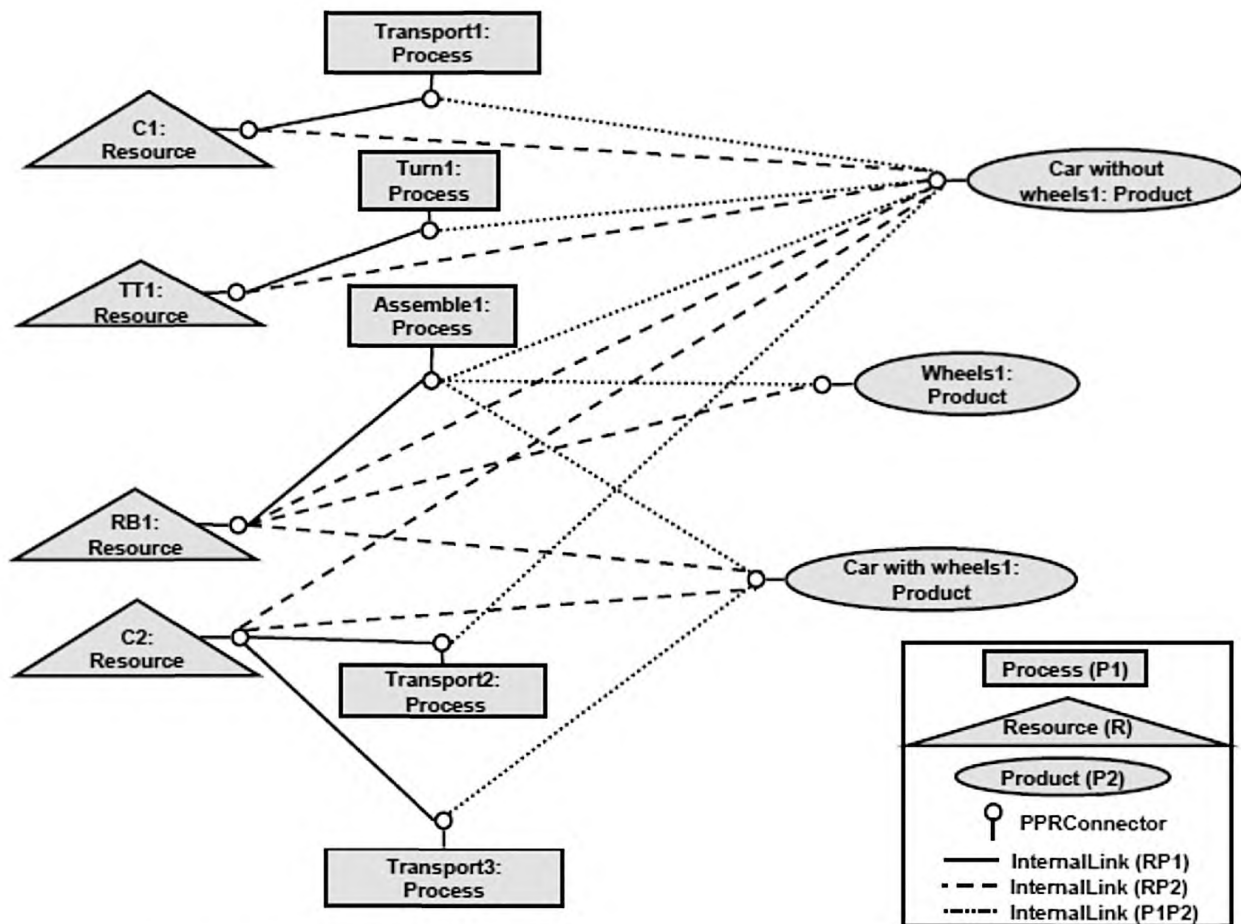 Transport1:
Process
C1:
Resource
Turn1:
Process
Car without
wheels1: Product
TT1:
Resource
Assemble1:
Process
Wheels1:
Product
RB1:
Resource
Car with wheels1:
Product
C2:
Resource
Transport2:
Process
Transport3:
Process
Process (P1)
Resource (R)
Product (P2)
PPRConnector
InternalLink (RP1)
InternalLink (RP2)
InternalLink (P1P2)